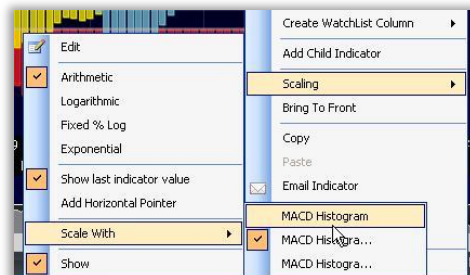 Edit
Arithmetic
Logarithmic
Fixed % Log
Exponential
Show last indicator value
Add Horizontal Pointer
Scale With
Show
Create WatchList Column
Add Child Indicator
Scaling
Bring To Front
Copy
Paste
Email Indicator
MACD Histogram
MACD Histogra...
MACD Histogra...